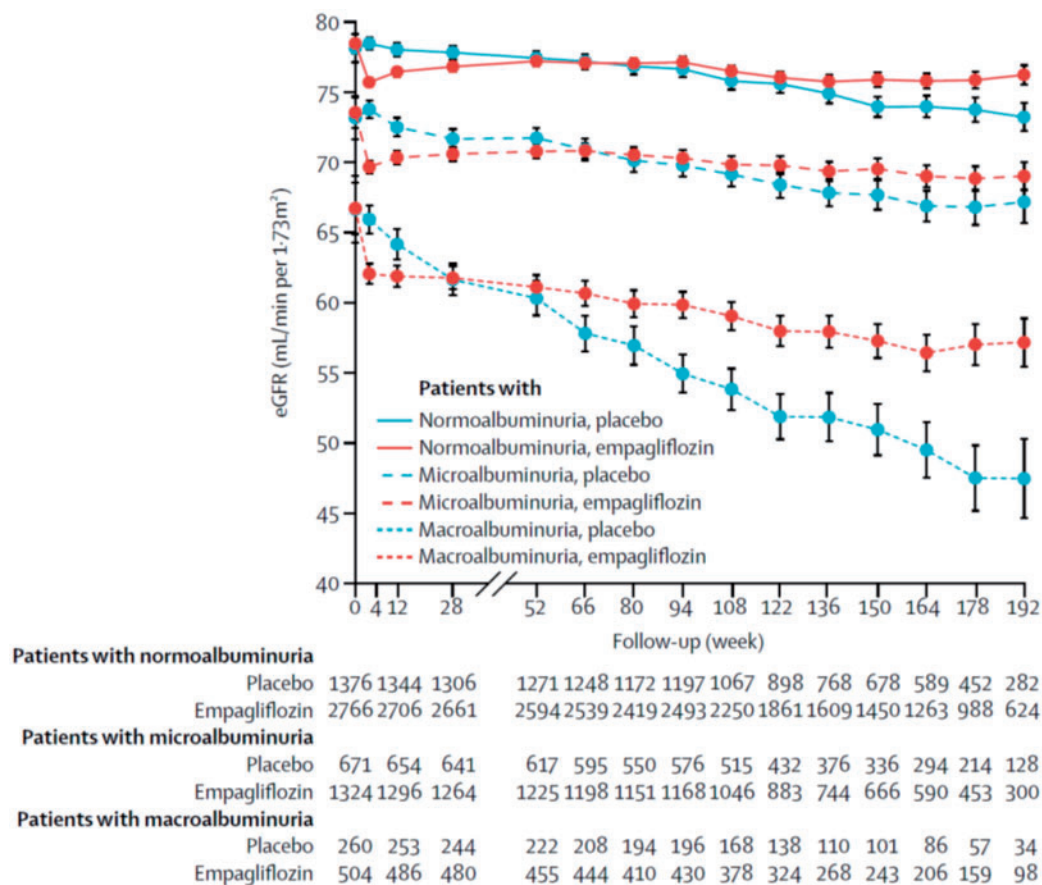 80
75
70
65
60
55
50
45
40
eGFR (mL/min per 1·73m²)
Patients with
Normoalbuminuria, placebo
Normoalbuminuria, empagliflozin
Microalbuminuria, placebo
Microalbuminuria, empagliflozin
Macroalbuminuria, placebo
Macroalbuminuria, empagliflozin
0 4 12 28 52 66 80 94 108 122 136 150 164 178 192
Follow-up (week)
Patients with normoalbuminuria
Placebo 1376 1344 1306 1271 1248 1172 1197 1067 898 768 678 589 452 282
Empagliflozin 2766 2706 2661 2594 2539 2419 2493 2250 1861 1609 1450 1263 988 624
Patients with microalbuminuria
Placebo 671 654 641 617 595 550 576 515 432 376 336 294 214 128
Empagliflozin 1324 1296 1264 1225 1198 1151 1168 1046 883 744 666 590 453 300
Patients with macroalbuminuria
Placebo 260 253 244 222 208 194 196 168 138 110 101 86 57 34
Empagliflozin 504 486 480 455 444 410 430 378 324 268 243 206 159 98